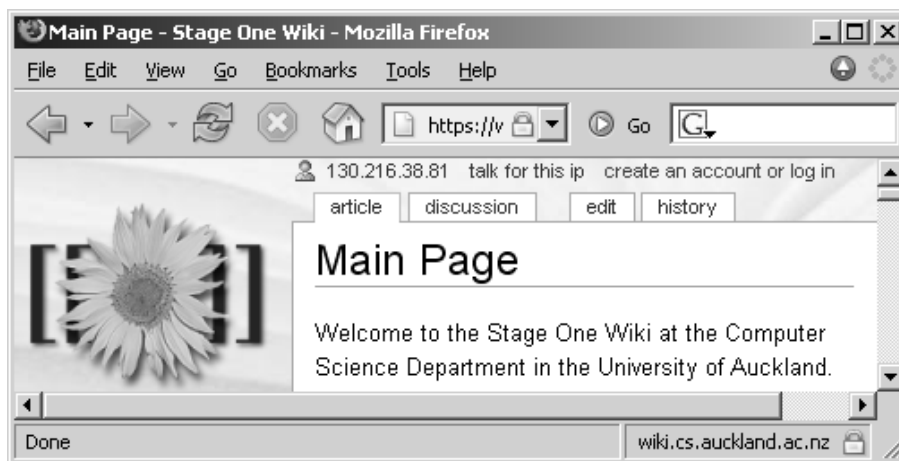 Main Page - Stage One Wiki - Mozilla Firefox
File Edit View Go Bookmarks Tools Help
https://v Go G
130.216.38.81 talk for this ip create an account or log in
article discussion edit history
Main Page
Welcome to the Stage One Wiki at the Computer
Science Department in the University of Auckland.
Done wiki.cs.auckland.ac.nz